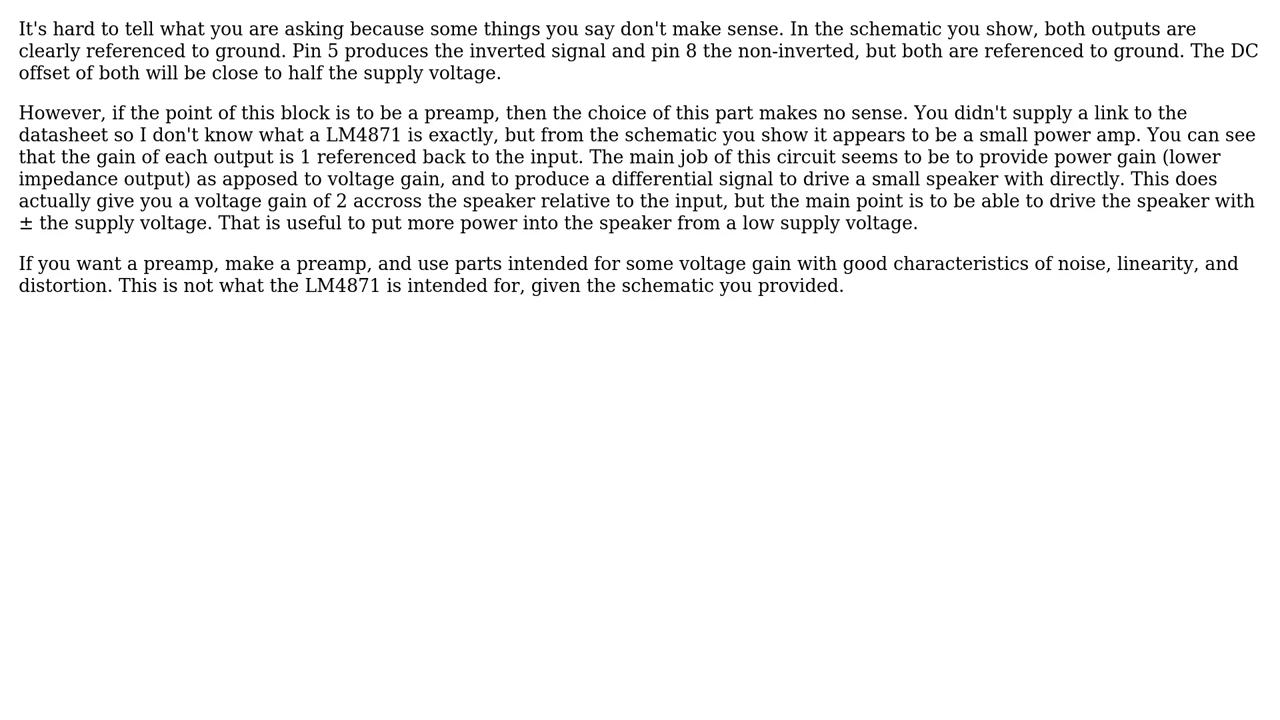 It's hard to tell what you are asking because some things you say don't make sense. In the schematic you show, both outputs are
clearly referenced to ground. Pin 5 produces the inverted signal and pin 8 the non-inverted, but both are referenced to ground. The DC
offset of both will be close to half the supply voltage.
However, if the point of this block is to be a preamp, then the choice of this part makes no sense. You didn't supply a link to the
datasheet so I don't know what a LM4871 is exactly, but from the schematic you show it appears to be a small power amp. You can see
that the gain of each output is 1 referenced back to the input. The main job of this circuit seems to be to provide power gain (lower
impedance output) as apposed to voltage gain, and to produce a differential signal to drive a small speaker with directly. This does
actually give you a voltage gain of 2 accross the speaker relative to the input, but the main point is to be able to drive the speaker with
± the supply voltage. That is useful to put more power into the speaker from a low supply voltage.
If you want a preamp, make a preamp, and use parts intended for some voltage gain with good characteristics of noise, linearity, and
distortion. This is not what the LM4871 is intended for, given the schematic you provided.